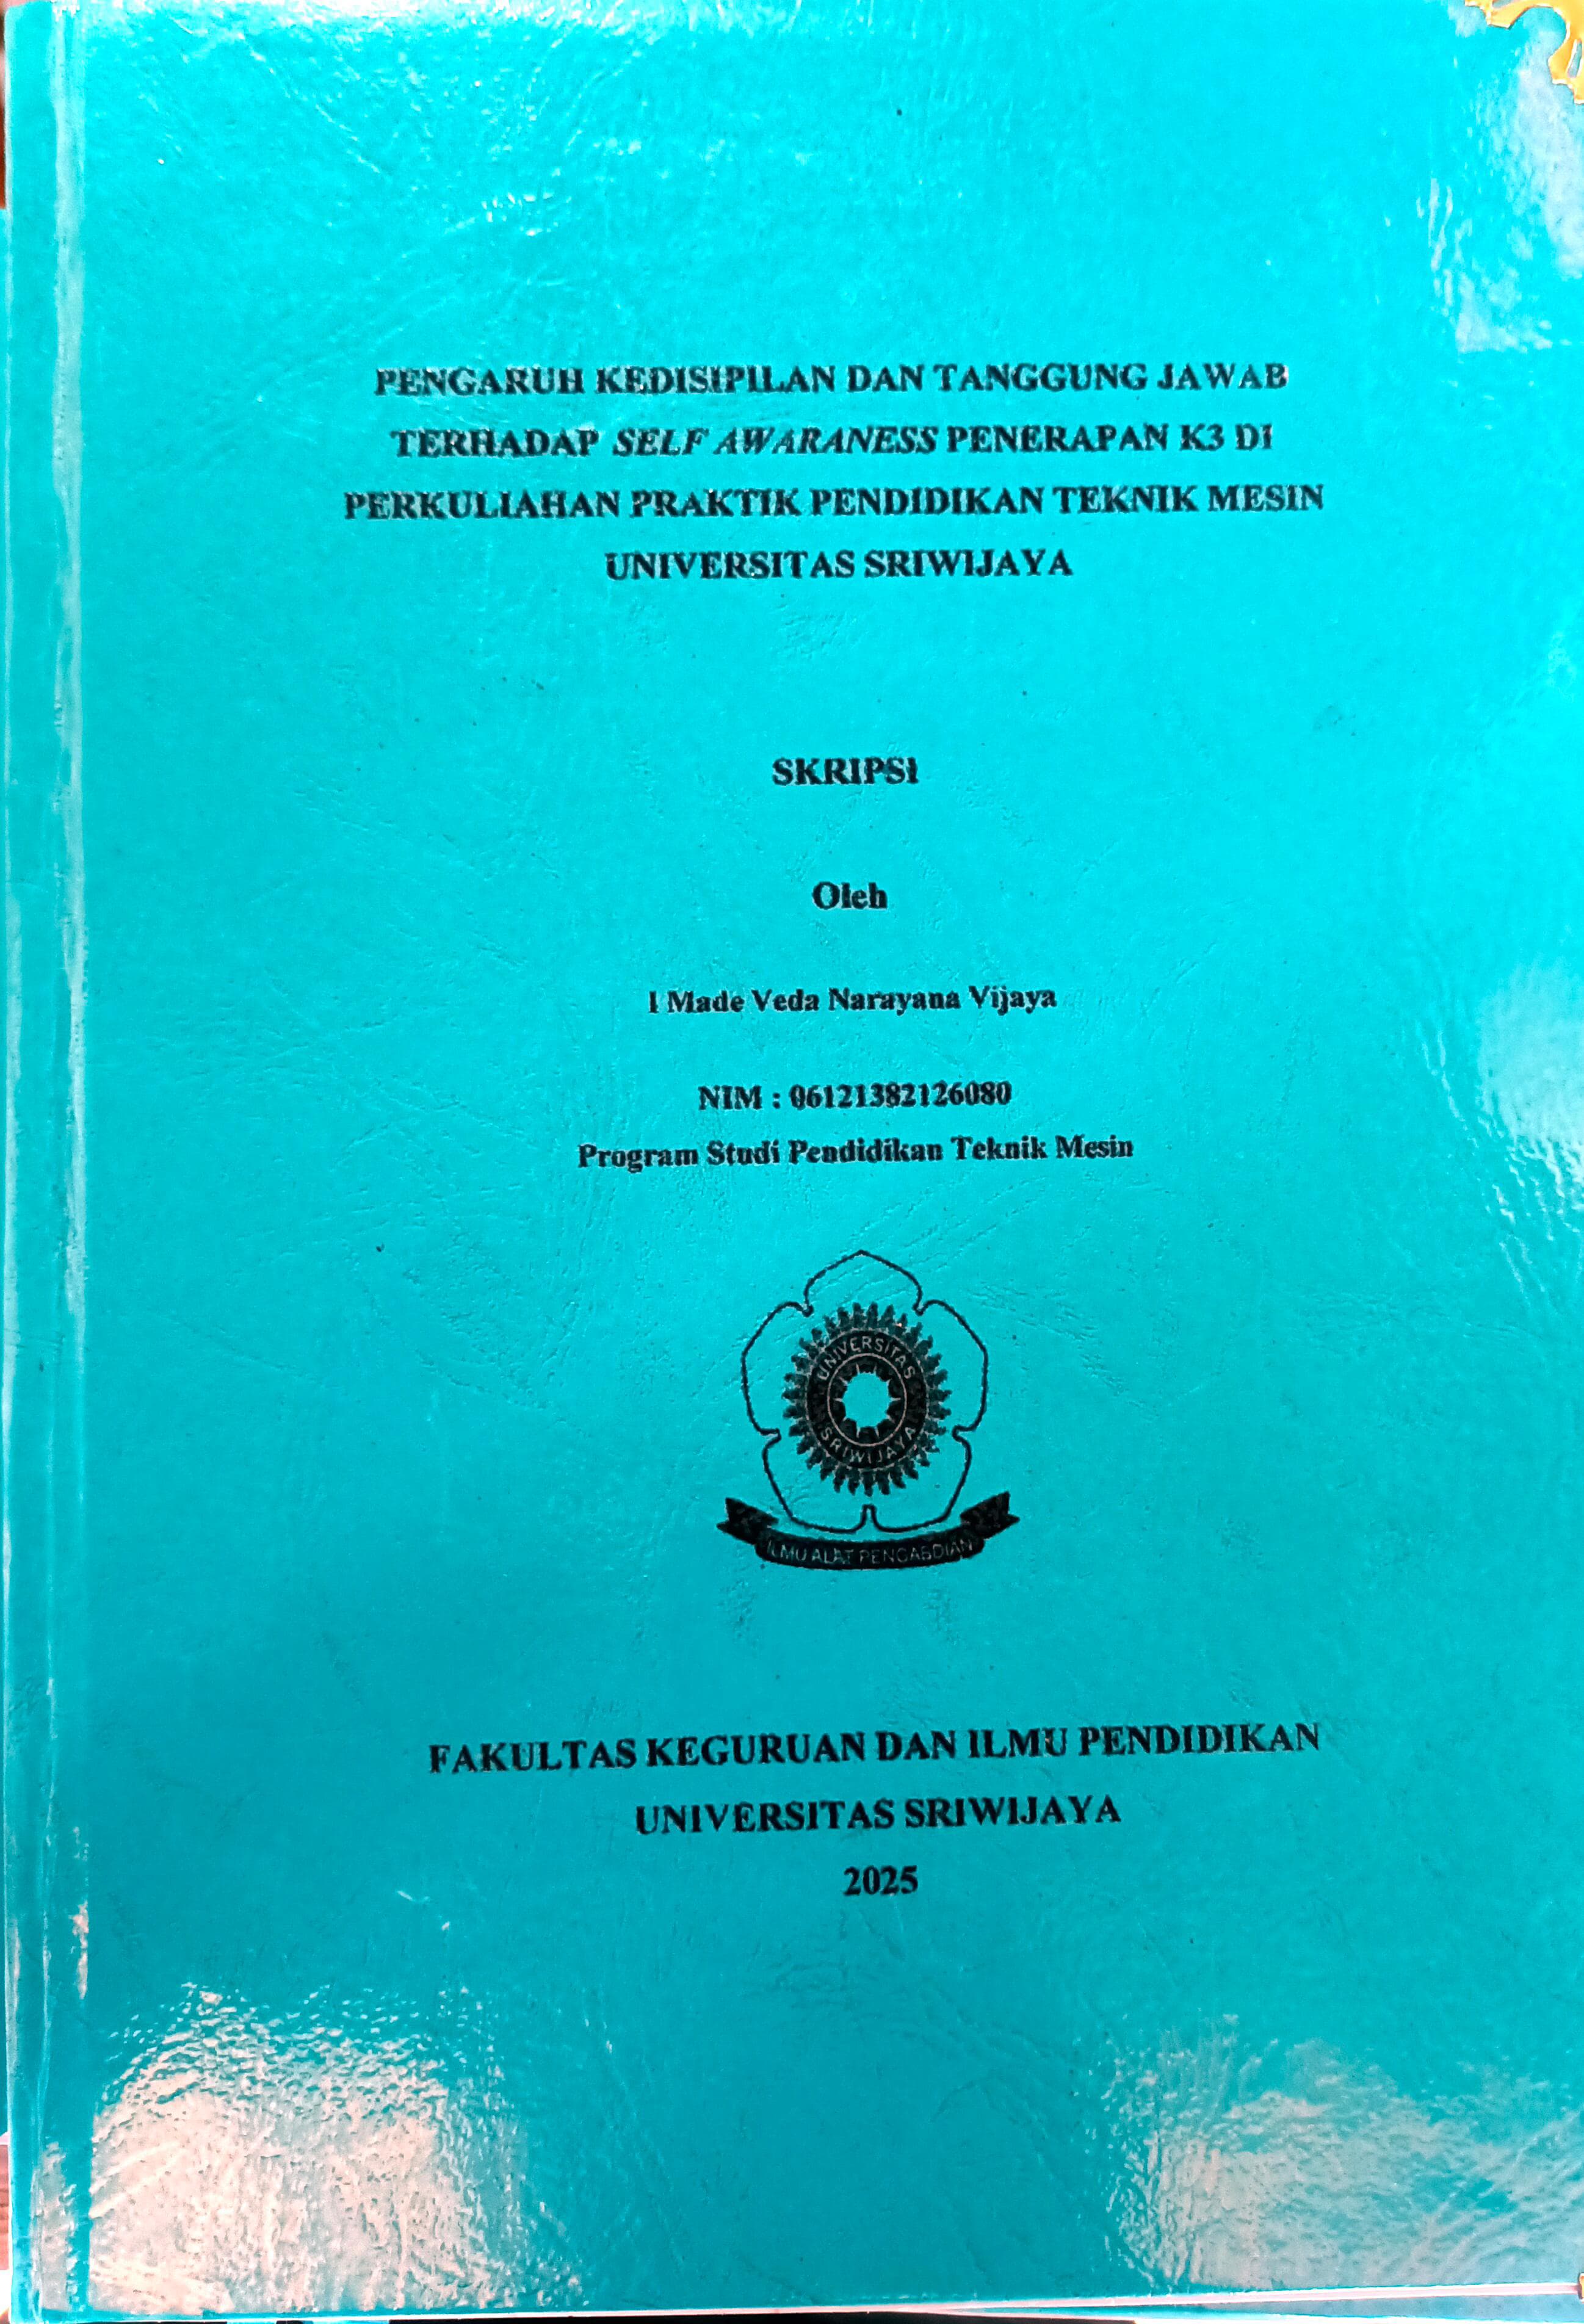 PENGARUH KEDISIPILAN DAN TANGGUNG JAWAB
TERHADAP SELF AWARANESS PENERAPAN K3 DI
PERKULIAHAN PRAKTIK PENDIDIKAN TEKNIK MESIN
UNIVERSITAS SRIWIJAYA
SKRIPSI
Oleh
I Made Veda Narayana Vijaya
NIM : 06121382126080
Program Studi Pendidikan Teknik Mesin
UNIVERSITAS
SRIWIJAYA
ILMU ALAT PENGABDIAN
FAKULTAS KEGURUAN DAN ILMU PENDIDIKAN
UNIVERSITAS SRIWIJAYA
2025